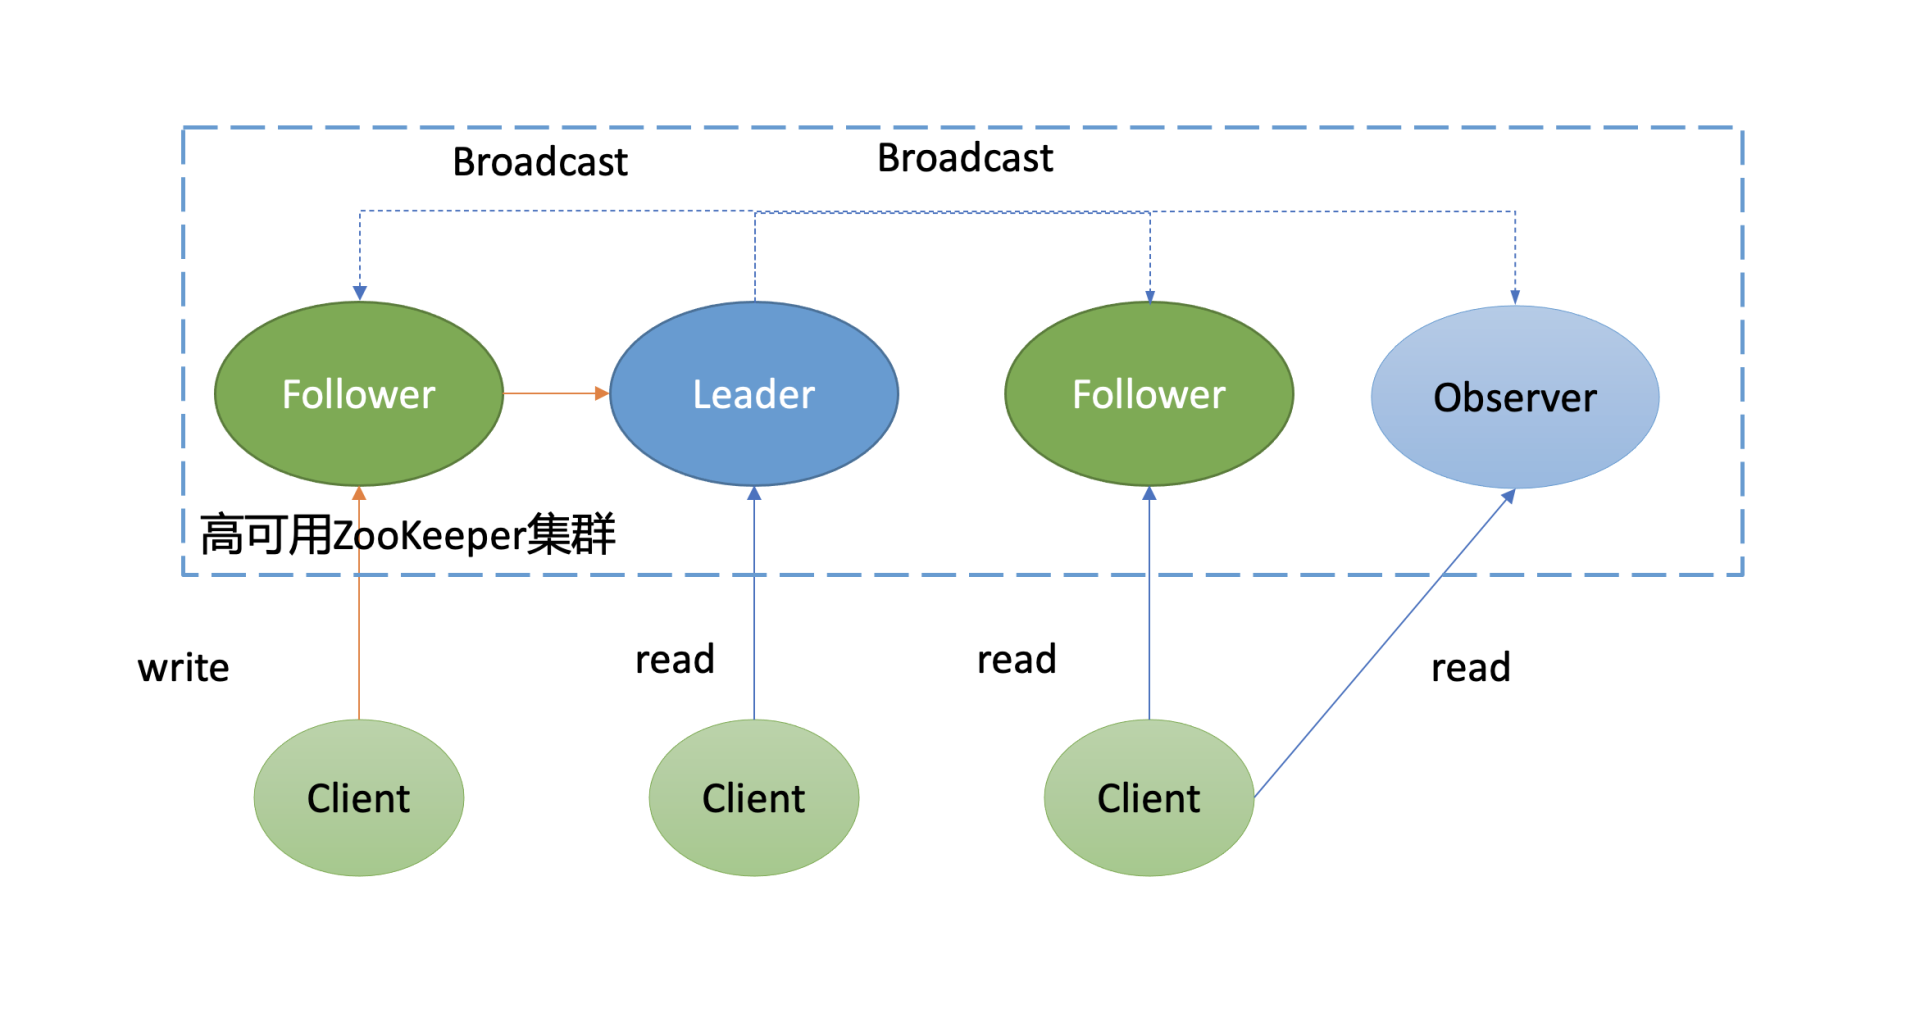 Broadcast
Broadcast
Follower
Leader
Follower
Observer
高可用ZooKeeper集群
write
read
read
read
Client
Client
Client